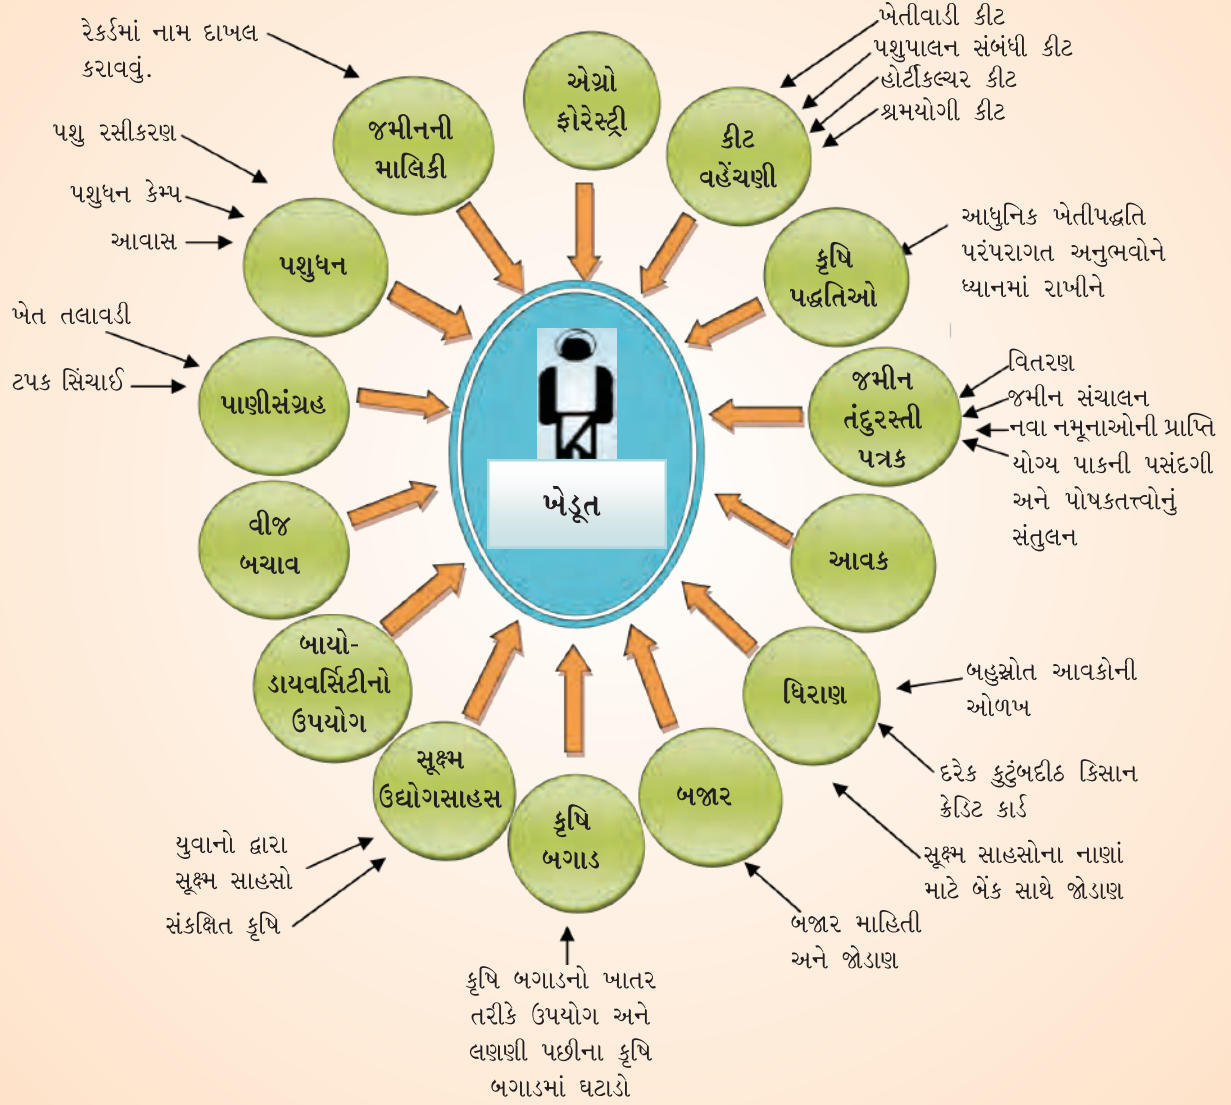 રેકર્ડમાં નામ દાખલ
કરાવવું.
જમીનની
માલિકી
એગ્રો
ફોરેસ્ટ્રી
કીટ
વહેંચણી
ખેતીવાડી કીટ
પશુપાલન સંબંધી કીટ
હોર્ટીકલ્ચર કીટ
શ્રમયોગી કીટ
પશુ રસીકરણ
પશુધન કેમ્પ
આવાસ
પશુધન
કૃષિ
પદ્ધતિઓ
આધુનિક ખેતીપદ્ધતિ
પરંપરાગત અનુભવોને
ધ્યાનમાં રાખીને
ખેત તલાવડી
ટપક સિંચાઈ
પાણીસંગ્રહ
ખેડૂત
જમીન
તંદુરસ્તી
પત્રક
વિતરણ
જમીન સંચાલન
નવા નમૂનાઓની પ્રાપ્તિ
યોગ્ય પાકની પસંદગી
અને પોષકતત્ત્વોનું
સંતુલન
વીજ
બચાવ
આવક
બાયો-
ડાયવર્સિટીનો
ઉપયોગ
ધિરાણ
બહુસ્રોત આવકોની
ઓળખ
દરેક કુટુંબદીઠ કિસાન
ક્રેડિટ કાર્ડ
સૂક્ષ્મ સાહસોના નાણાં
માટે બેંક સાથે જોડાણ
સૂક્ષ્મ
ઉદ્યોગસાહસ
યુવાનો દ્વારા
સૂક્ષ્મ સાહસો
સંકક્ષિત કૃષિ
કૃષિ
બગાડ
બજાર
બજાર માહિતી
અને જોડાણ
કૃષિ બગાડનો ખાતર
તરીકે ઉપયોગ અને
લણણી પછીના કૃષિ
બગાડમાં ઘટાડો